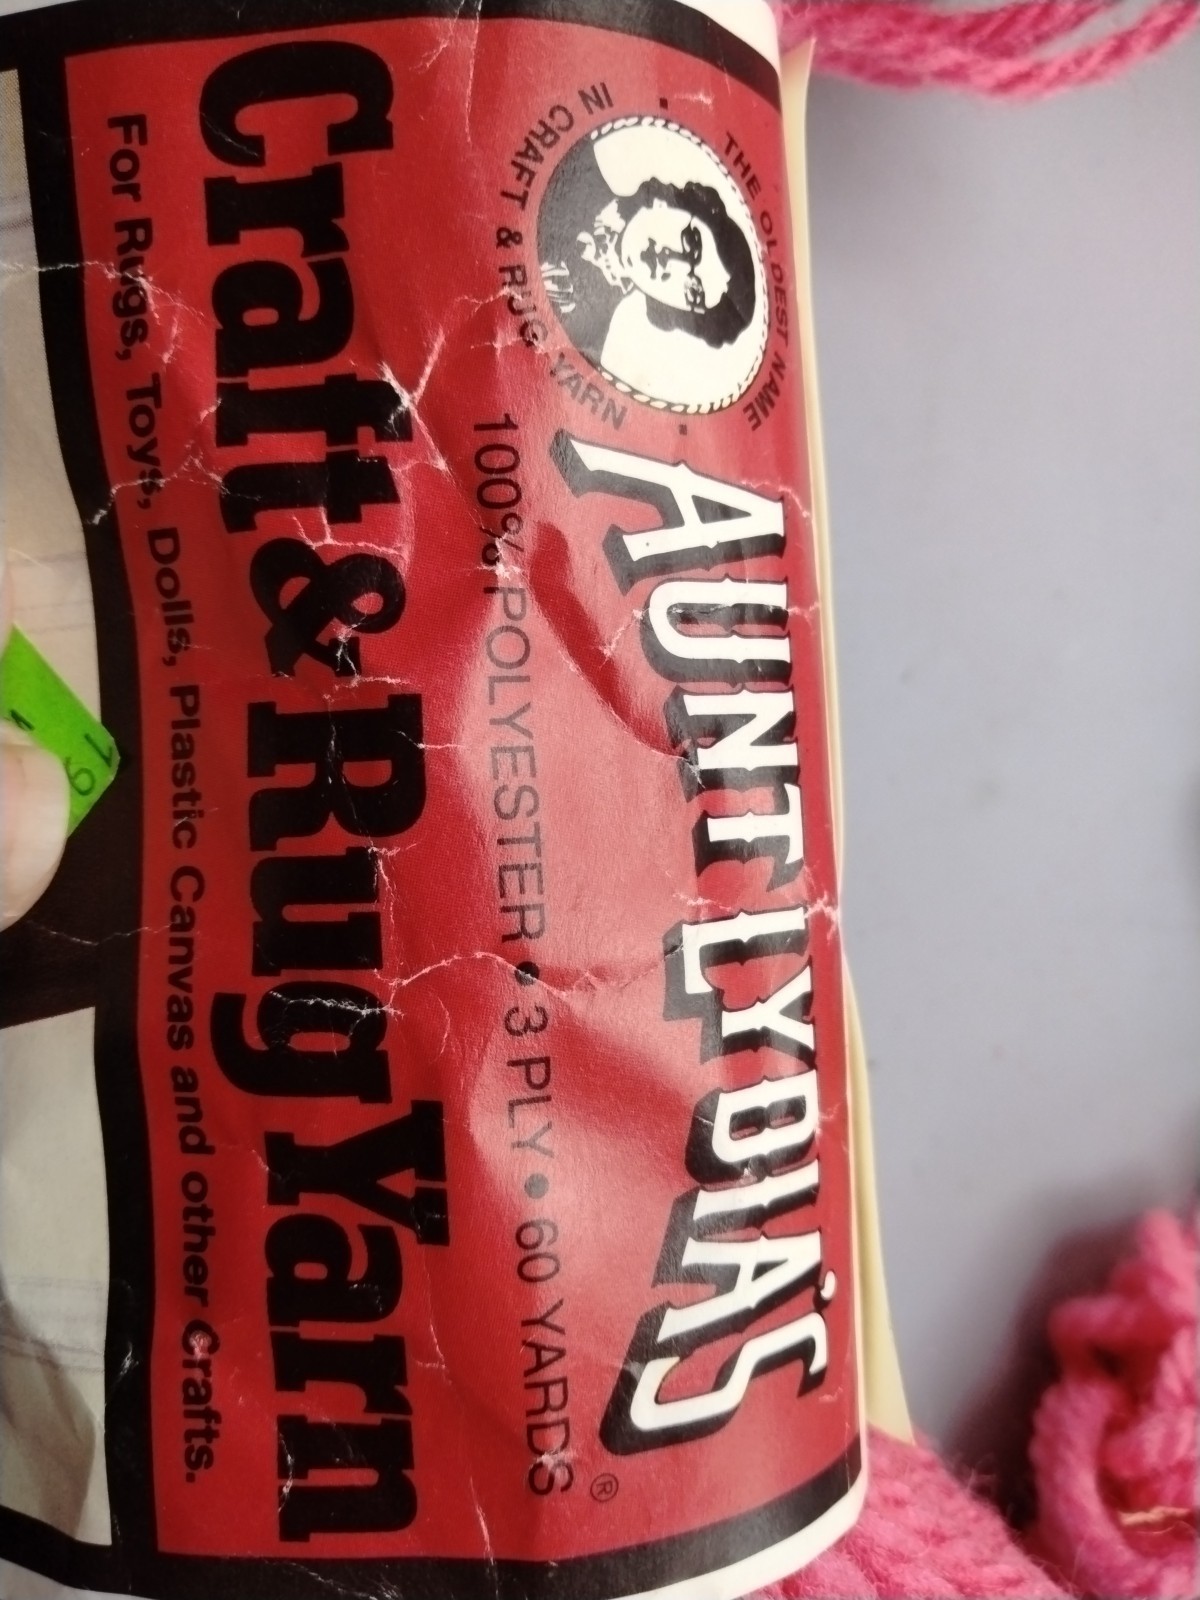 THE OLDEST NAME
IN CRAFT & RUG YARN
AUNT LYDIA'S®
100% POLYESTER • 3 PLY • 60 YARDS
Craft & Rug Yarn
For Rugs, Toys, Dolls, Plastic Canvas and other Crafts.